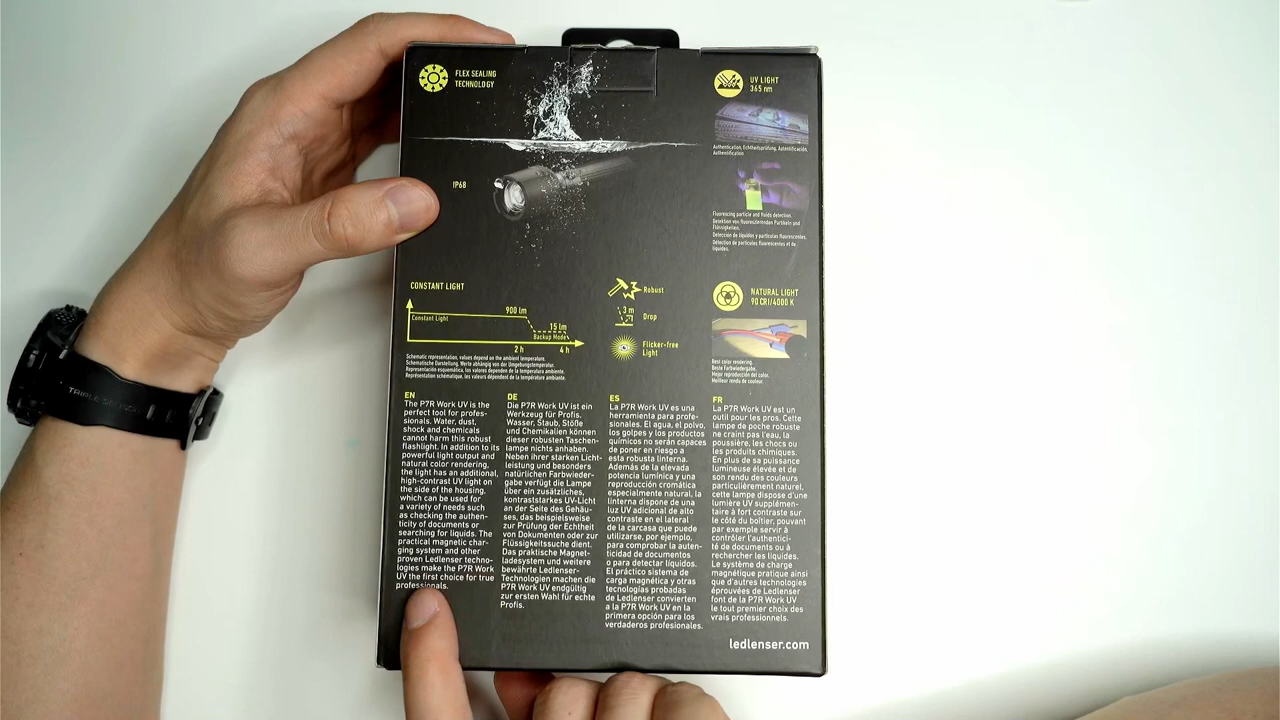 FLEX SEALING
TECHNOLOGY
IP68
UV LIGHT
365 nm
Authentication, Echtheitsprüfung, Autentificación,
Authentification
Fluorescing particle and fluids detection.
Detektion von fluoreszierenden Partikeln und
Flüssigkeiten.
Detección de líquidos y partículas fluorescentes.
Détection de particules fluorescentes et de
liquides.
CONSTANT LIGHT
900 lm
Constant Light
15 lm
Backup Mode
2 h
4 h
Schematic representation, values depend on the ambient temperature.
Schematische Darstellung, Werte abhängig von der Umgebungstemperatur.
Representación esquemática, los valores dependen de la temperatura ambiente.
Représentation schématique, les valeurs dépendent de la température ambiante.
Robust
3 m
Drop
Flicker-free
Light
NATURAL LIGHT
90 CRI/4000 K
Best color rendering.
Beste Farbwiedergabe.
Mejor reproducción del color.
Meilleur rendu de couleur.
EN
The P7R Work UV is the
perfect tool for profes-
sionals. Water, dust,
shock and chemicals
cannot harm this robust
flashlight. In addition to its
powerful light output and
natural color rendering,
the light has an additional,
high-contrast UV light on
the side of the housing,
which can be used for
a variety of needs such
as checking the authen-
ticity of documents or
searching for liquids. The
practical magnetic char-
ging system and other
proven Ledlenser techno-
logies make the P7R Work
UV the first choice for true
professionals.
DE
Die P7R Work UV ist ein
Werkzeug für Profis.
Wasser, Staub, Stöße
und Chemikalien können
dieser robusten Taschen-
lampe nichts anhaben.
Neben ihrer starken Licht-
leistung und besonders
natürlichen Farbwieder-
gabe verfügt die Lampe
über ein zusätzliches,
kontraststarkes UV-Licht
an der Seite des Gehäu-
ses, das beispielsweise
zur Prüfung der Echtheit
von Dokumenten oder zur
Flüssigkeitssuche dient.
Das praktische Magnet-
ladesystem und weitere
bewährte Ledlenser-
Technologien machen die
P7R Work UV endgültig
zur ersten Wahl für echte
Profis.
ES
La P7R Work UV es una
herramienta para profe-
sionales. El agua, el polvo,
los golpes y los productos
químicos no serán capaces
de poner en riesgo a
esta robusta linterna.
Además de la elevada
potencia lumínica y una
reproducción cromática
especialmente natural, la
linterna dispone de una
luz UV adicional de alto
contraste en el lateral
de la carcasa que puede
utilizarse, por ejemplo,
para comprobar la auten-
ticidad de documentos
o para detectar líquidos.
El práctico sistema de
carga magnética y otras
tecnologías probadas
de Ledlenser convierten
a la P7R Work UV en la
primera opción para los
verdaderos profesionales.
FR
La P7R Work UV est un
outil pour les pros. Cette
lampe de poche robuste
ne craint pas l'eau, la
poussière, les chocs ou
les produits chimiques.
En plus de sa puissance
lumineuse élevée et de
son rendu des couleurs
particulièrement naturel,
cette lampe dispose d'une
lumière UV supplémen-
taire à fort contraste sur
le côté du boîtier, pouvant
par exemple servir à
contrôler l'authentici-
té de documents ou à
rechercher les liquides.
Le système de charge
magnétique pratique ainsi
que d'autres technologies
éprouvées de Ledlenser
font de la P7R Work UV
le tout premier choix des
vrais professionnels.
ledlenser.com